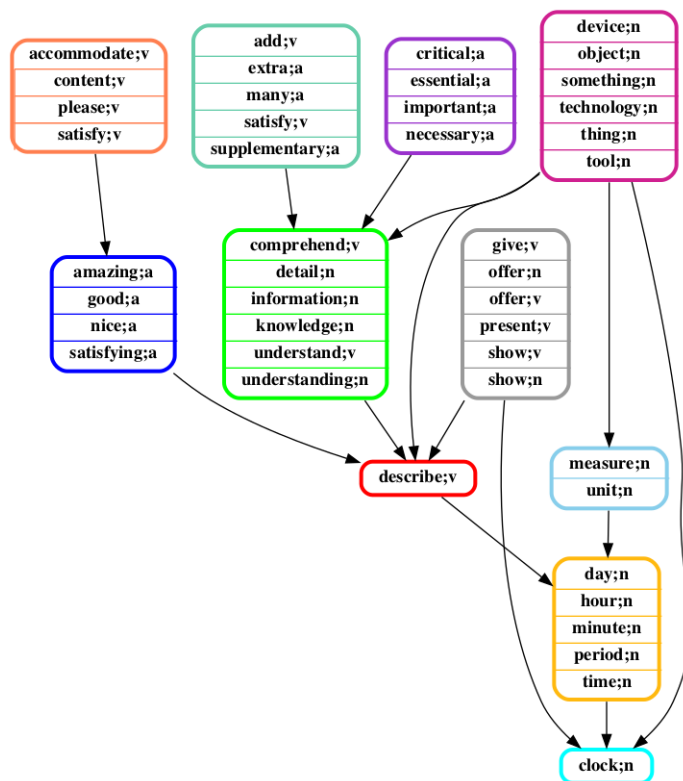 accommodate;v
content;v
please;v
satisfy;v
add;v
extra;a
many;a
satisfy;v
supplementary;a
critical;a
essential;a
important;a
necessary;a
device;n
object;n
something;n
technology;n
thing;n
tool;n
amazing;a
good;a
nice;a
satisfying;a
comprehend;v
detail;n
information;n
knowledge;n
understand;v
understanding;n
give;v
offer;n
offer;v
present;v
show;v
show;n
describe;v
measure;n
unit;n
day;n
hour;n
minute;n
period;n
time;n
clock;n